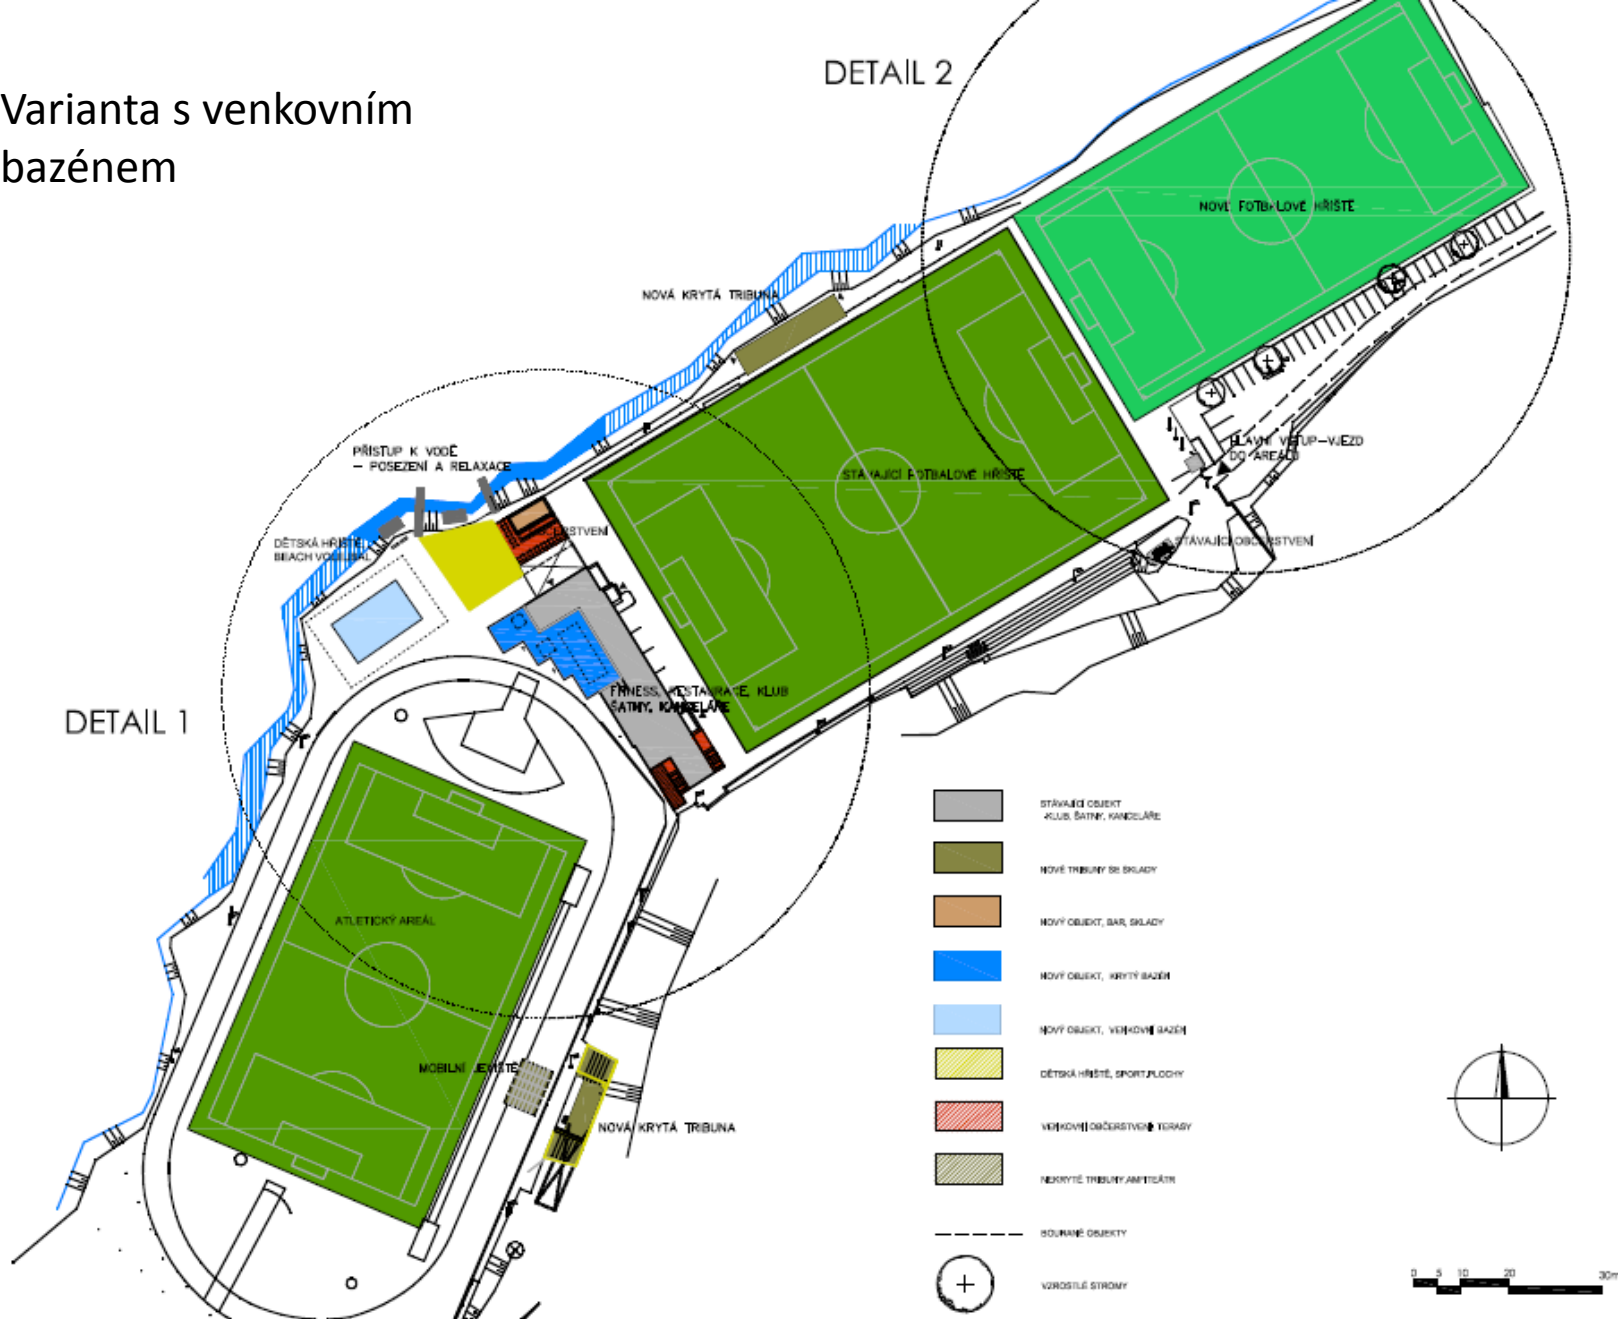 Varianta s venkovním
bazénem
DETAIL 2
NOVÉ FOTBALOVÉ HŘIŠTĚ
NOVÁ KRYTÁ TRIBUNA
HLAVNÍ VSTUP-VJEZD
DO AREÁLU
PŘÍSTUP K VODĚ
– POSEZENÍ A RELAXACE
STÁVAJÍCÍ FOTBALOVÉ HŘIŠTĚ
OBČERSTVENÍ
STÁVAJÍCÍ OBČERSTVENÍ
DĚTSKÁ HŘIŠTĚ,
BEACH VOLEJBAL
FITNESS, RESTAURACE, KLUB
ŠATNY, KANCELÁŘE
DETAIL 1
STÁVAJÍCÍ OBJEKT
-KLUB, ŠATNY, KANCELÁŘE
NOVÉ TRIBUNY SE SKLADY
NOVÝ OBJEKT, BAR, SKLADY
ATLETICKÝ AREÁL
NOVÝ OBJEKT, KRYTÝ BAZÉN
NOVÝ OBJEKT, VENKOVNÍ BAZÉN
MOBILNÍ JEVIŠTĚ
DĚTSKÁ HŘIŠTĚ, SPORT.PLOCHY
NOVÁ KRYTÁ TRIBUNA
VENKOVNÍ OBČERSTVENÍ, TERASY
NEKRYTÉ TRIBUNY, AMFITEÁTR
BOURANÉ OBJEKTY
VZROSTLÉ STROMY
0 5 10 20 30m